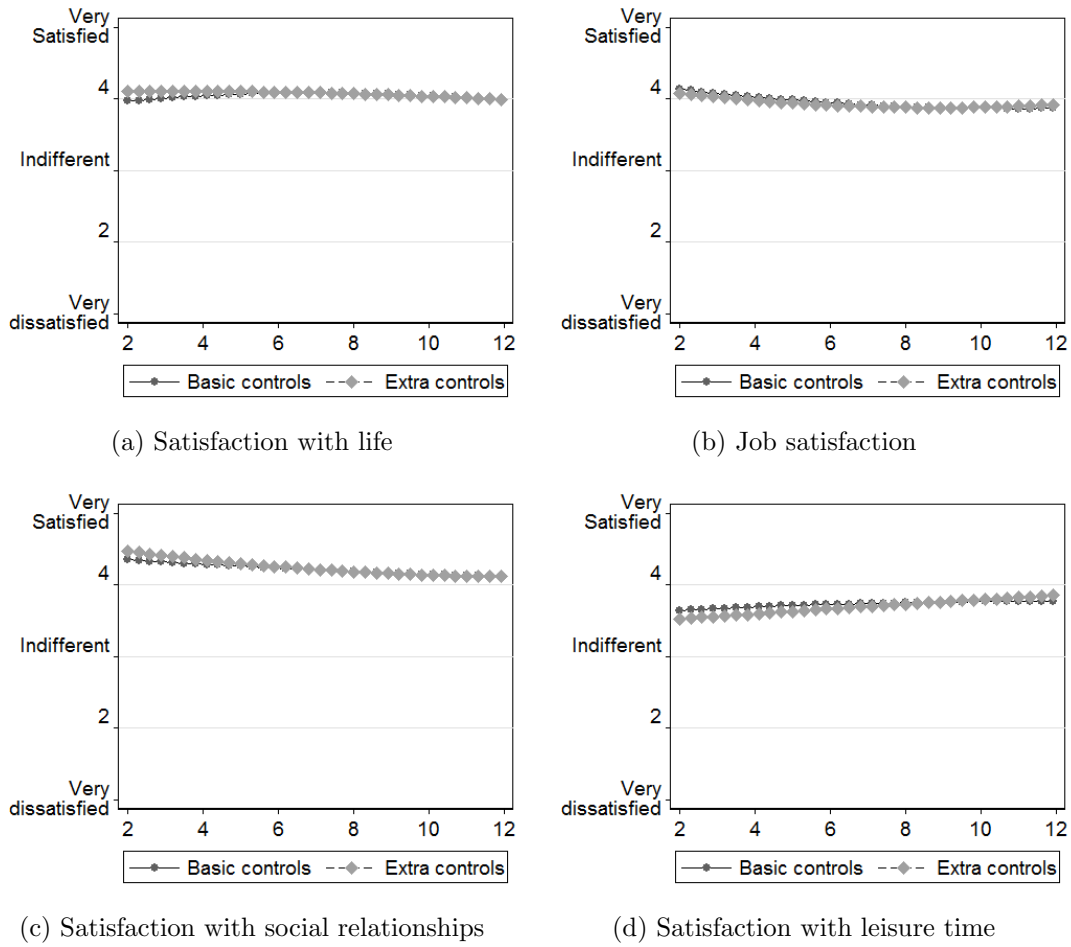 Very
Satisfied
4
Indifferent
2
Very
dissatisfied
2 4 6 8 10 12
Basic controls Extra controls
(a) Satisfaction with life
Very
Satisfied
4
Indifferent
2
Very
dissatisfied
2 4 6 8 10 12
Basic controls Extra controls
(b) Job satisfaction
Very
Satisfied
4
Indifferent
2
Very
dissatisfied
2 4 6 8 10 12
Basic controls Extra controls
(c) Satisfaction with social relationships
Very
Satisfied
4
Indifferent
2
Very
dissatisfied
2 4 6 8 10 12
Basic controls Extra controls
(d) Satisfaction with leisure time